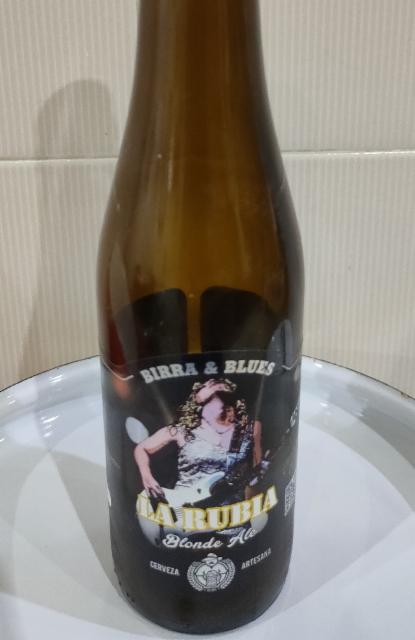 BIRRA & BLUES
LA RUBIA
Blonde Ale
CERVEZA ARTESANA